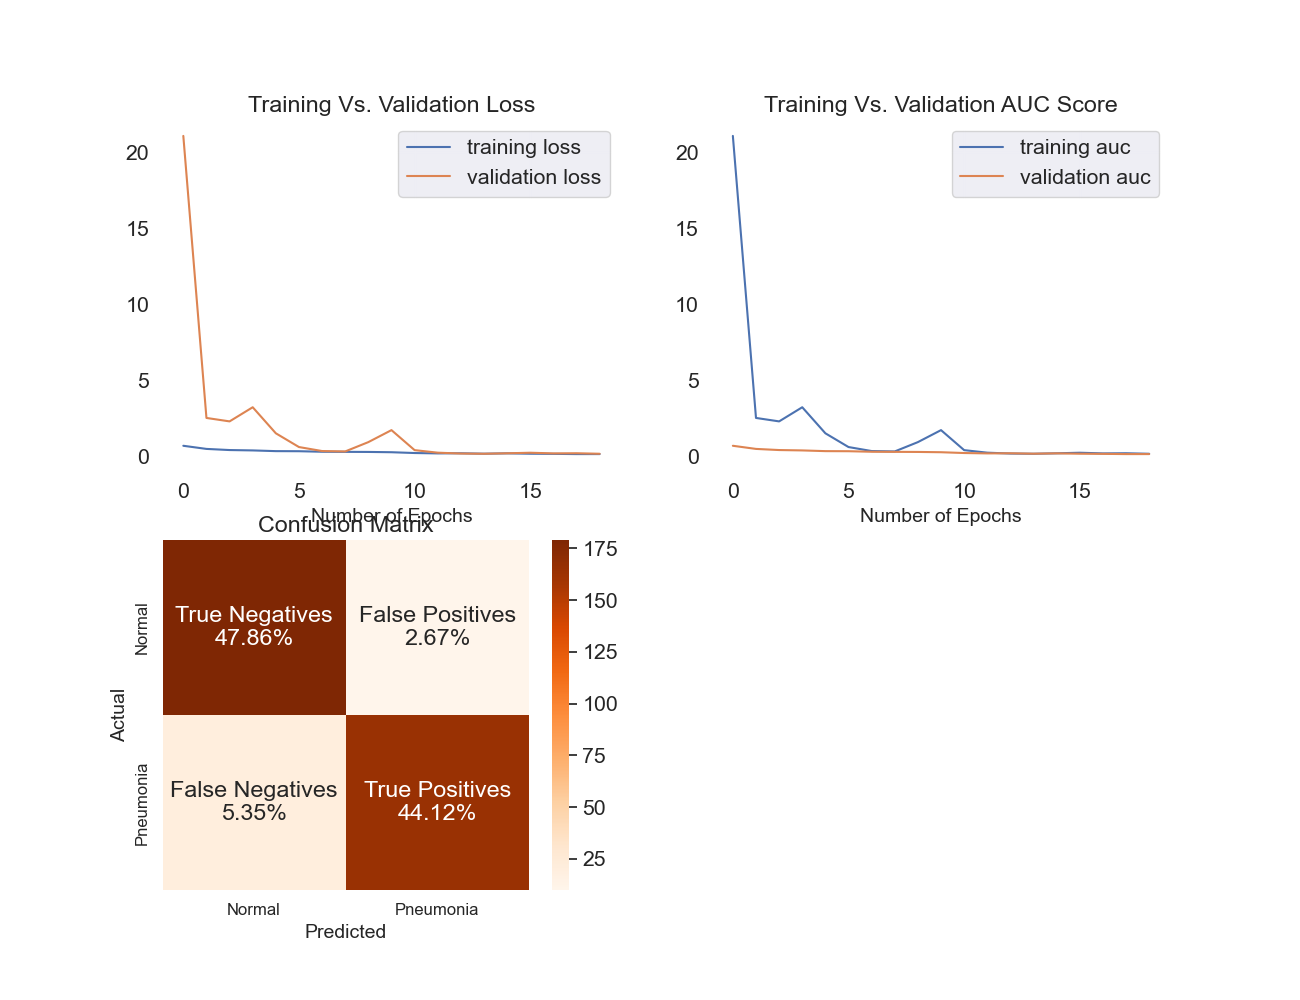 Training Vs. Validation Loss
training loss
validation loss
20
15
10
5
0
0 5 10 15
Number of Epochs
Training Vs. Validation AUC Score
training auc
validation auc
20
15
10
5
0
0 5 10 15
Number of Epochs
Confusion Matrix
Actual
Normal
Pneumonia
True Negatives
47.86%
False Positives
2.67%
False Negatives
5.35%
True Positives
44.12%
Normal Pneumonia
Predicted
175
150
125
100
75
50
25